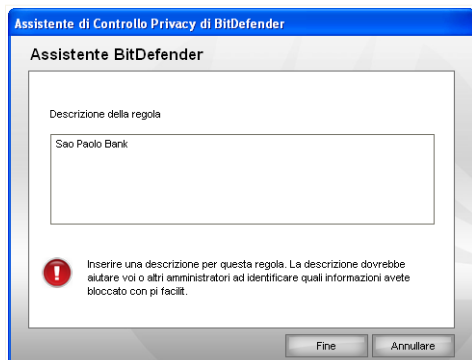 Assistente di Controllo Privacy di BitDefender
Assistente BitDefender
Descrizione della regola
Sao Paolo Bank
Inserire una descrizione per questa regola. La descrizione dovrebbe
aiutare voi o altri amministratori ad identificare quali informazioni avete
bloccato con pi facilit.
Fine
Annullare